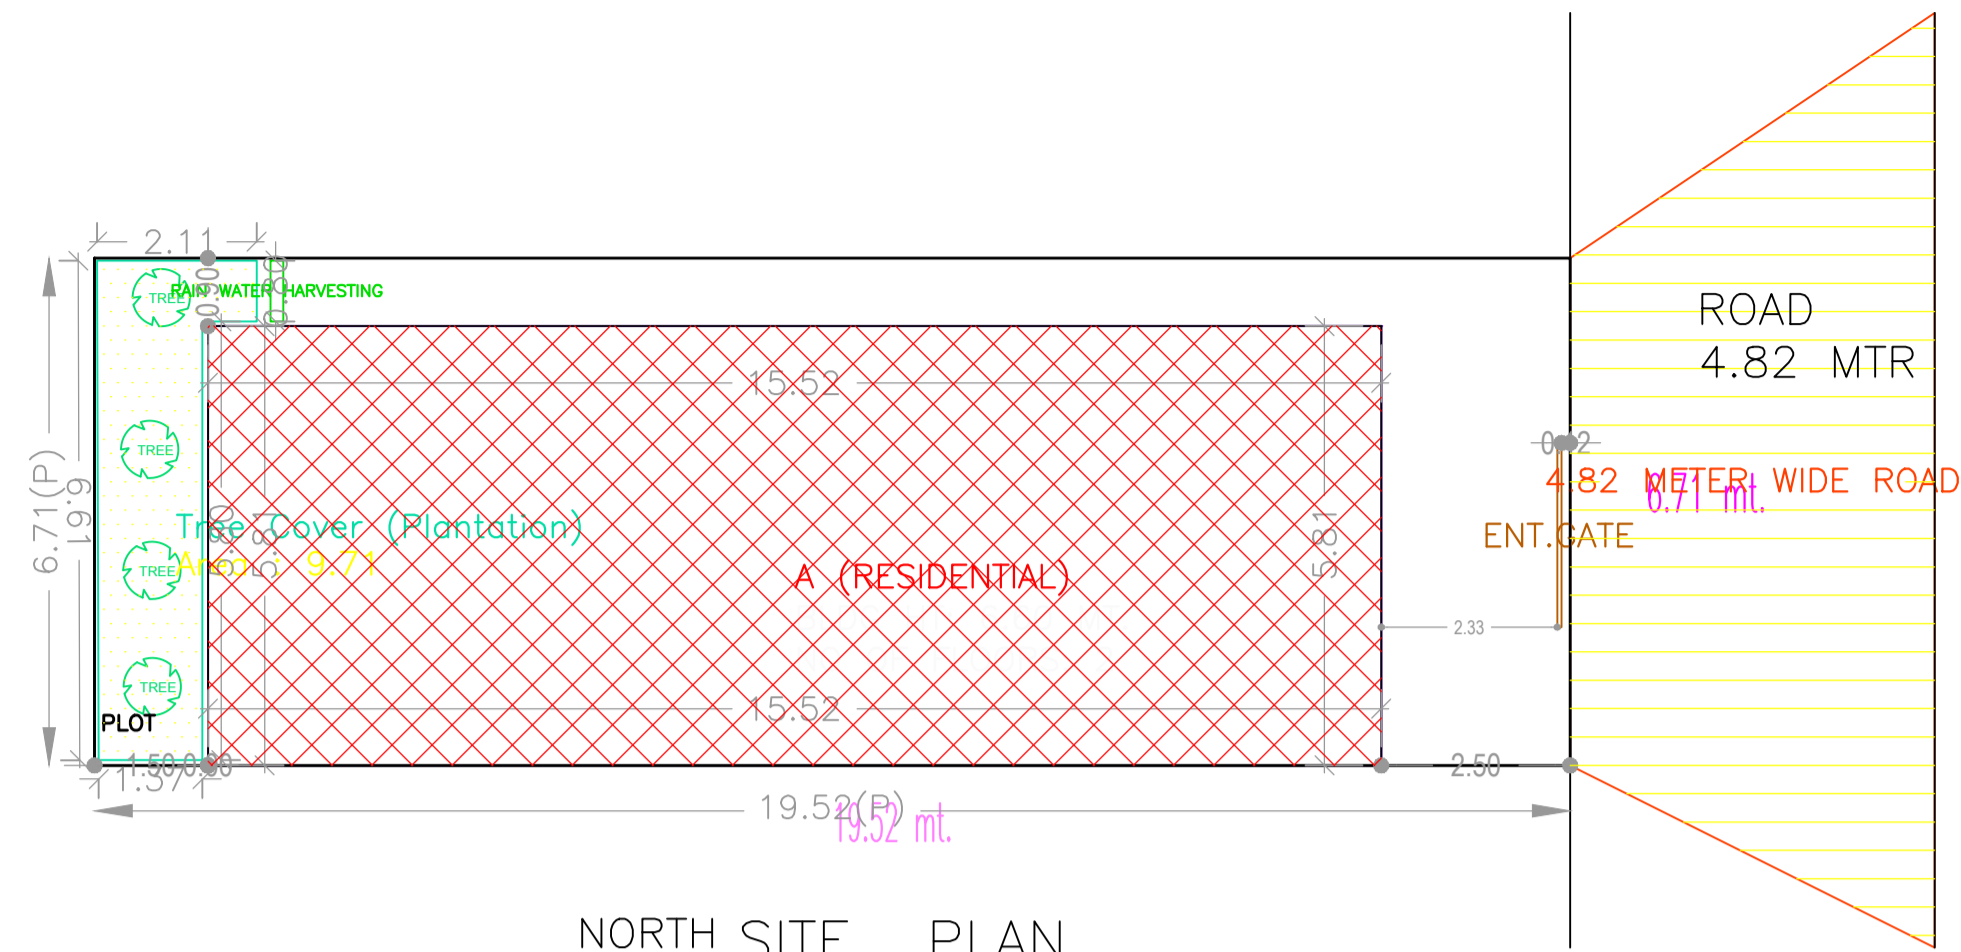 2.11
0.90
0.80
TREE
RAIN WATER HARVESTING
ROAD
4.82 MTR
15.52
TREE
6.71(P)
6.61
4.82 METER WIDE ROAD
6.71 mt.
Tree Cover (Plantation)
ENT.GATE
5.81
5.81
TREE
Area : 9.71
A (RESIDENTIAL)
2.33
TREE
15.52
PLOT
1.50
2.50
1.37
19.52(P)
19.52 mt.
NORTH SITE PLAN